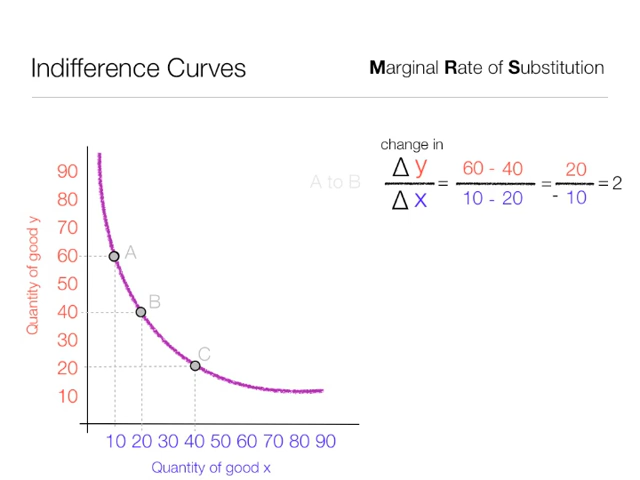 Indifference Curves
Marginal Rate of Substitution
change in
A to B
Δ y / Δ x = 60 - 40 / 10 - 20 = 20 / - 10 = 2
Quantity of good y
90
80
70
60
50
40
30
20
10
A
B
C
10 20 30 40 50 60 70 80 90
Quantity of good x